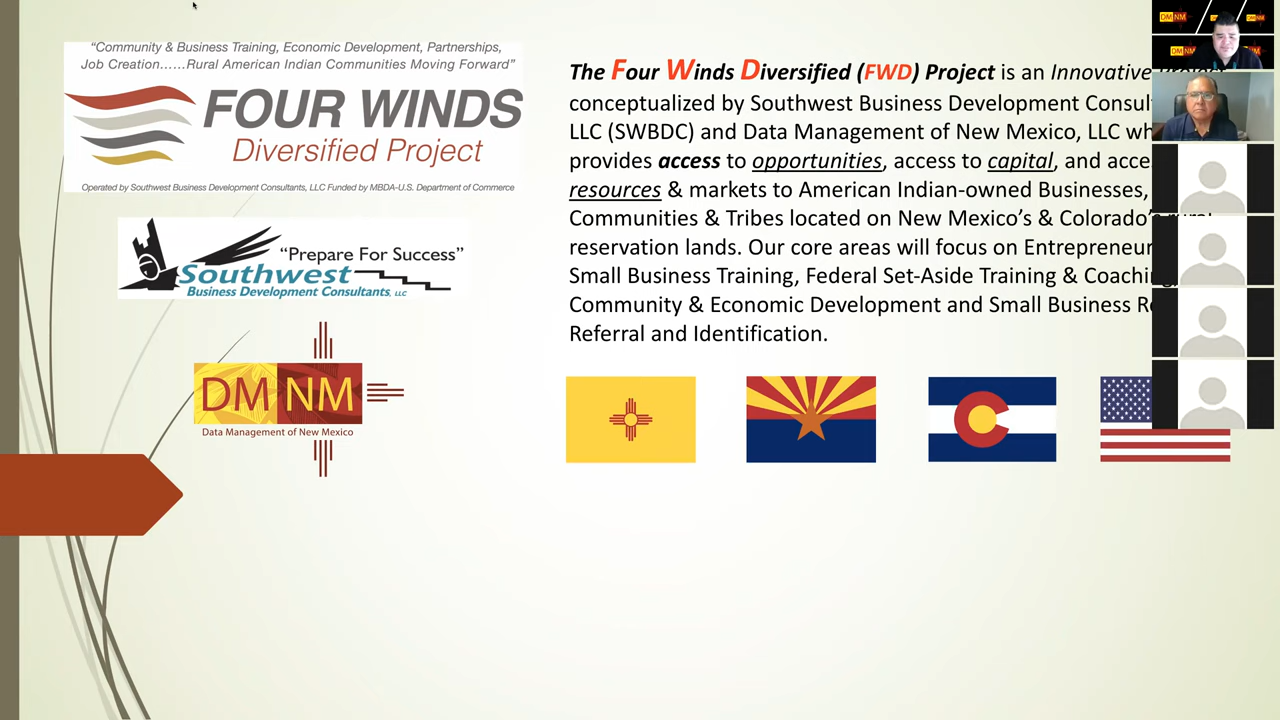 “Community & Business Training, Economic Development, Partnerships,
Job Creation……Rural American Indian Communities Moving Forward”
FOUR WINDS
Diversified Project
Operated by Southwest Business Development Consultants, LLC Funded by MBDA-U.S. Department of Commerce
“Prepare For Success”
Southwest
Business Development Consultants, LLC
DM NM
Data Management of New Mexico
The Four Winds Diversified (FWD) Project is an Innovative
conceptualized by Southwest Business Development
LLC (SWBDC) and Data Management of New Mexico, LLC
provides access to opportunities, access to capital, and
resources & markets to American Indian-owned Businesses,
Communities & Tribes located on New Mexico’s & Colorado’s rural
reservation lands. Our core areas will focus on
Small Business Training, Federal Set-Aside Training & Coaching,
Community & Economic Development and Small Business
Referral and Identification.
DM NM
DM NM